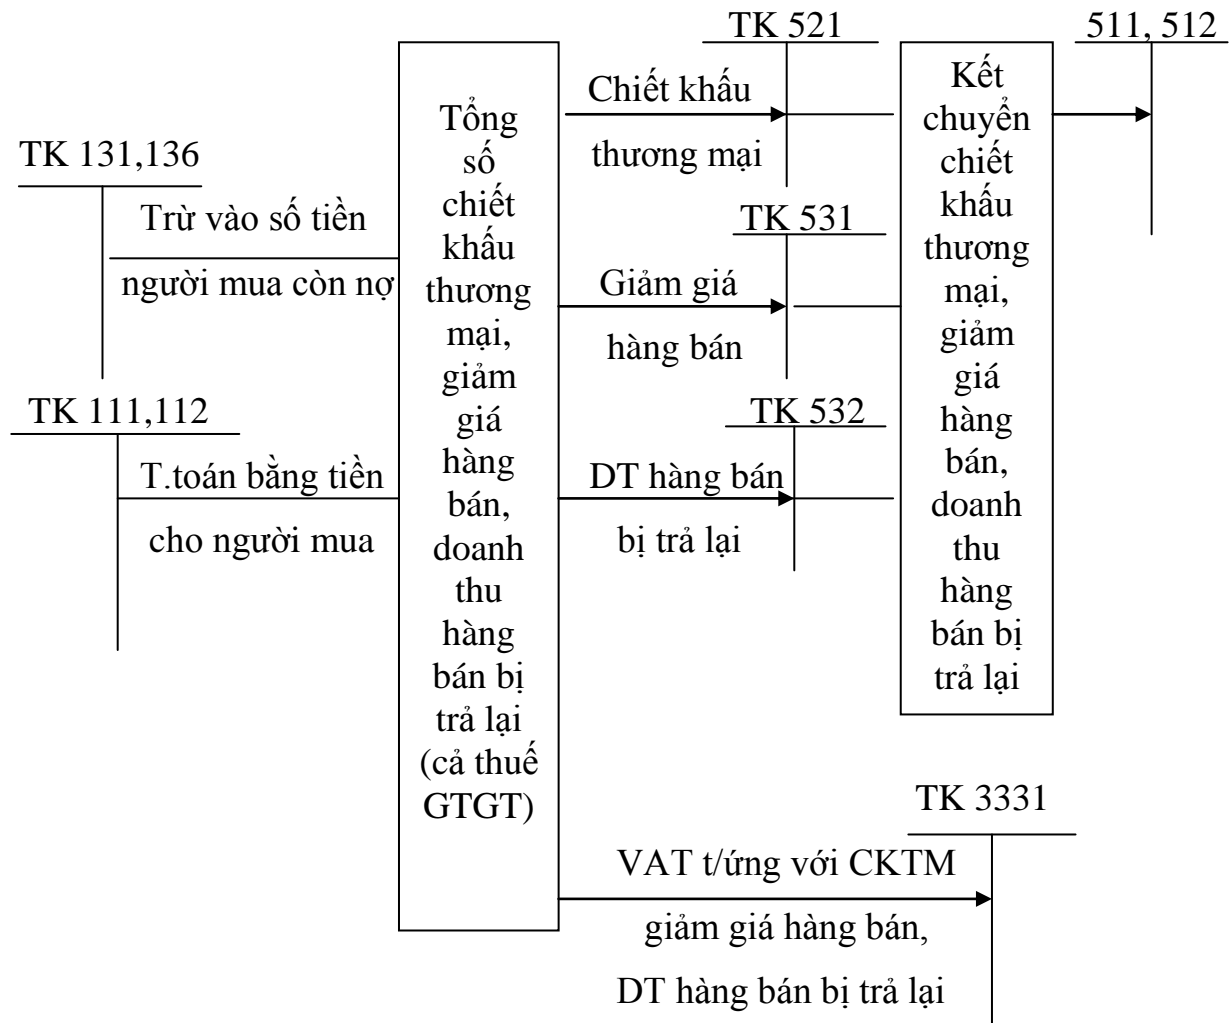 TK 521
511, 512
Chiết khấu
thương mại
TK 131,136
Trừ vào số tiền
người mua còn nợ
TK 111,112
T.toán bằng tiền
cho người mua
Tổng
số
chiết
khấu
thương
mại,
giảm
giá
hàng
bán,
doanh
thu
hàng
bán bị
trả lại
(cả thuế
GTGT)
TK 531
Giảm giá
hàng bán
TK 532
DT hàng bán
bị trả lại
Kết
chuyển
chiết
khấu
thương
mại,
giảm
giá
hàng
bán,
doanh
thu
hàng
bán bị
trả lại
TK 3331
VAT t/ứng với CKTM
giảm giá hàng bán,
DT hàng bán bị trả lại